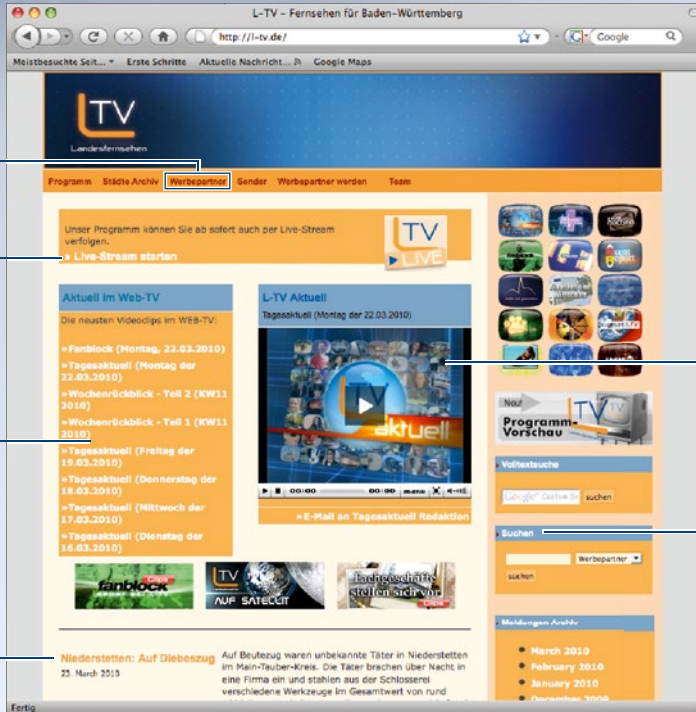 L-TV – Fernsehen für Baden-Württemberg
http://l-tv.de/
Google
Meistbesuchte Seit...
Erste Schritte
Aktuelle Nachricht...
Google Maps
LTV
Landesfernsehen
Programm
Städte Archiv
Werbepartner
Sender
Werbepartner werden
Team
Unser Programm können Sie ab sofort auch per Live-Stream
verfolgen.
» Live-Stream starten
LTV
LIVE
Aktuell im Web-TV
Die neusten Videoclips im WEB-TV:
»Fanblock (Montag, 22.03.2010)
»Tagesaktuell (Montag der
22.03.2010)
»Wochenrückblick - Teil 2 (KW11
2010)
»Wochenrückblick - Teil 1 (KW11
2010)
»Tagesaktuell (Freitag der
19.03.2010)
»Tagesaktuell (Donnerstag der
18.03.2010)
»Tagesaktuell (Mittwoch der
17.03.2010)
»Tagesaktuell (Dienstag der
16.03.2010)
L-TV Aktuell
Tagesaktuell (Montag der 22.03.2010)
aktuell
00:00
00:00
menu
»E-Mail an Tagesaktuell Redaktion
fanblock
Clips
LTV
AUF SATELLIT
Fachgeschäfte
stellen sich vor
Clips
Niederstetten: Auf Diebeszug
23. March 2010
Auf Beutezug waren unbekannte Täter in Niederstetten
im Main-Tauber-Kreis. Die Täter brachen über Nacht in
eine Firma ein und stahlen aus der Schlosserei
verschiedene Werkzeuge im Gesamtwert von rund
Neu!
Programm-
Vorschau
LTV
Volltextsuche
Google
suchen
Suchen
Werbepartner
suchen
Meldungen Archiv
March 2010
February 2010
January 2010
December 2009
Fertig